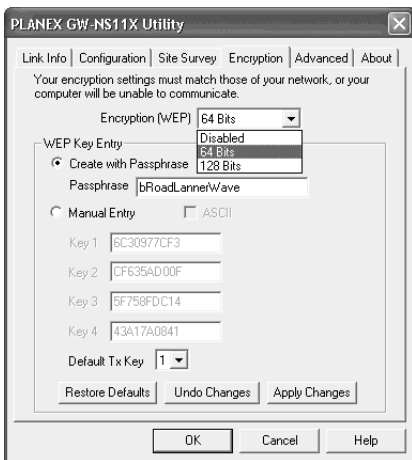 PLANEX GW-NS11X Utility
Link Info Configuration Site Survey Encryption Advanced About
Your encryption settings must match those of your network, or your
computer will be unable to communicate.
Encryption (WEP) 64 Bits
Disabled
64 Bits
128 Bits
WEP Key Entry
Create with Passphrase
Passphrase bRoadLannerWave
Manual Entry ASCII
Key 1 6C30977CF3
Key 2 CF635AD00F
Key 3 5F758FDC14
Key 4 43A17A0841
Default Tx Key 1
Restore Defaults Undo Changes Apply Changes
OK Cancel Help